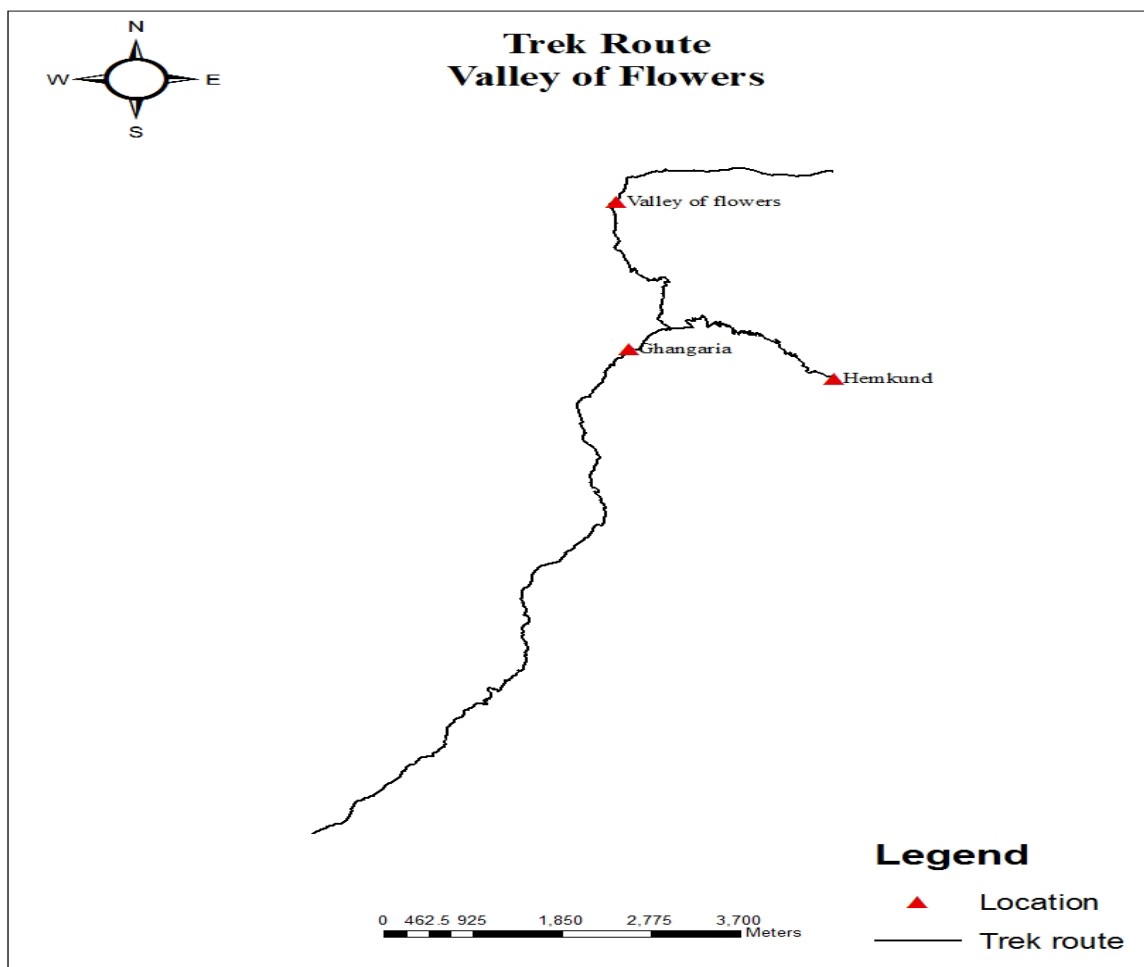 N
Trek Route
W E
Valley of Flowers
S
Valley of flowers
Ghangaria
Hemkund
Legend
Location
0 462.5 925 1,850 2,775 3,700
Meters
Trek route